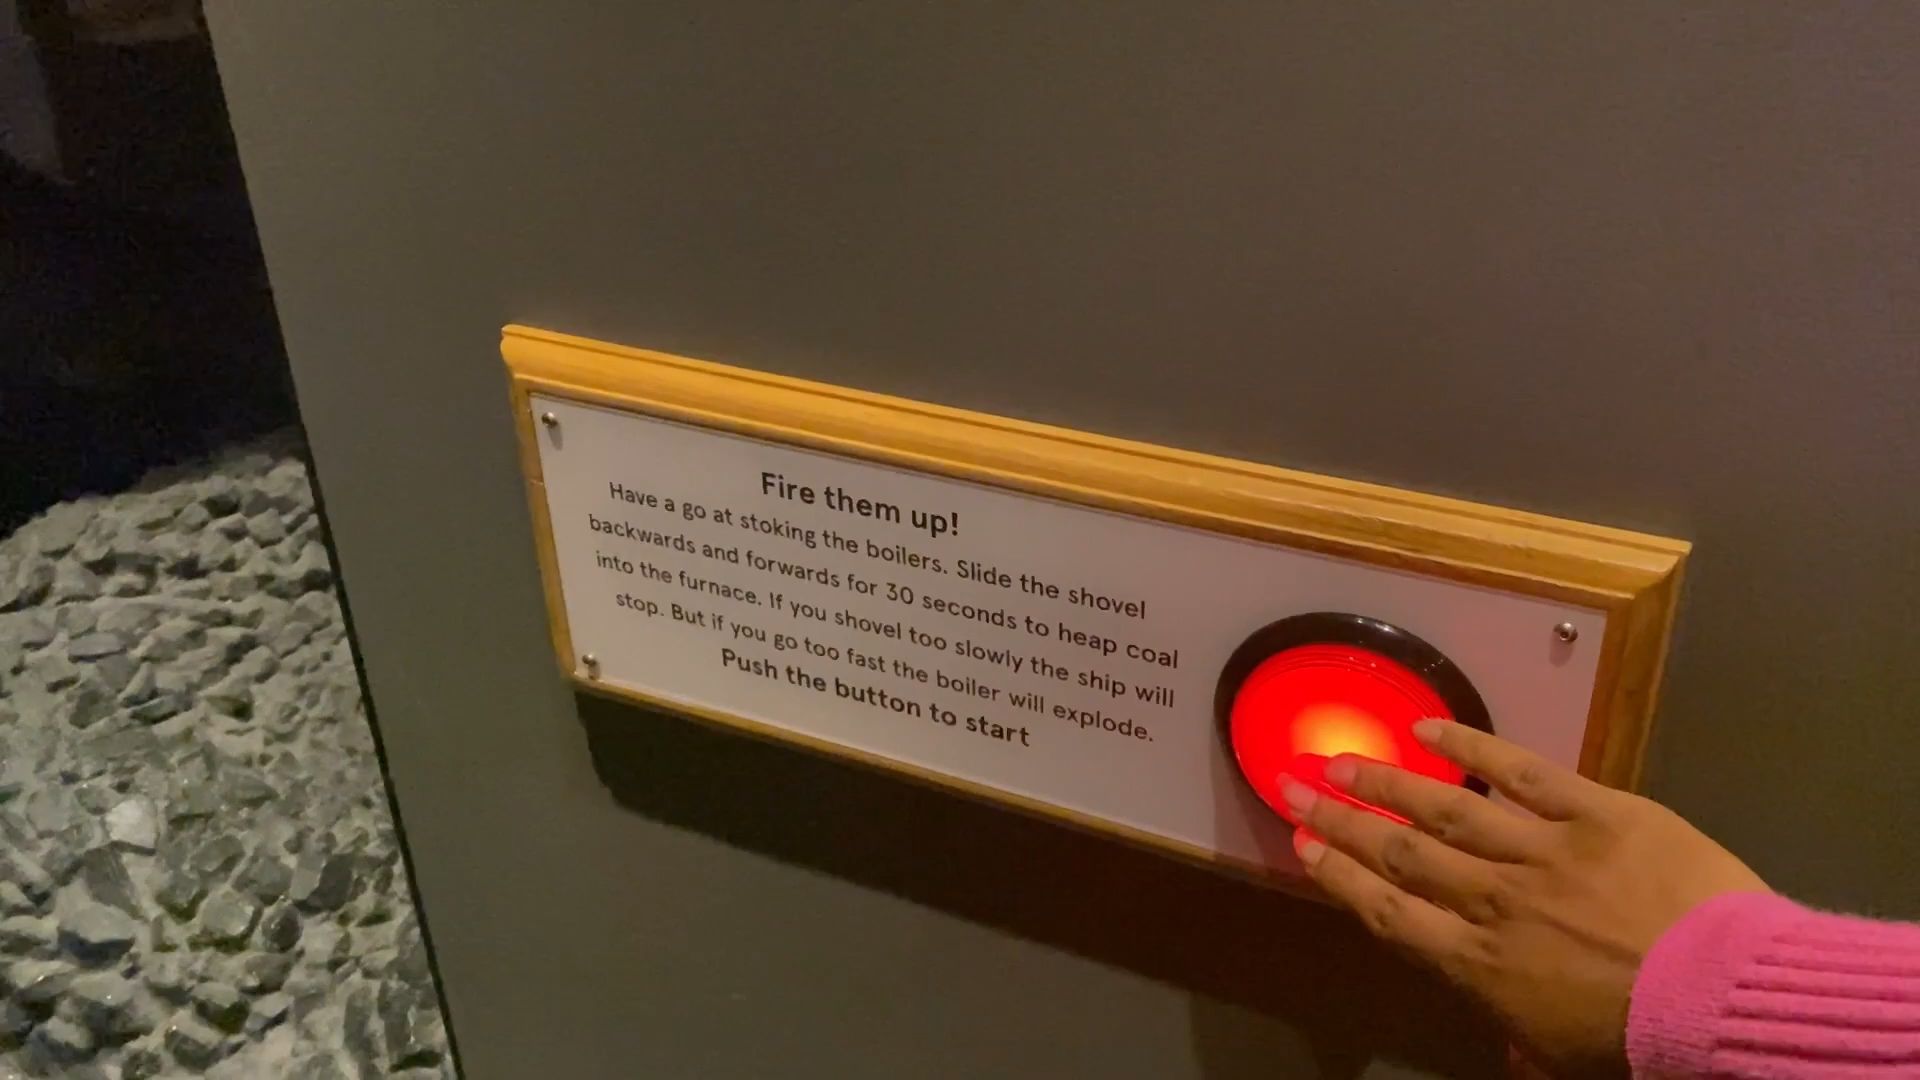 Fire them up!
Have a go at stoking the boilers. Slide the shovel
backwards and forwards for 30 seconds to heap coal
into the furnace. If you shovel too slowly the ship will
stop. But if you go too fast the boiler will explode.
Push the button to start